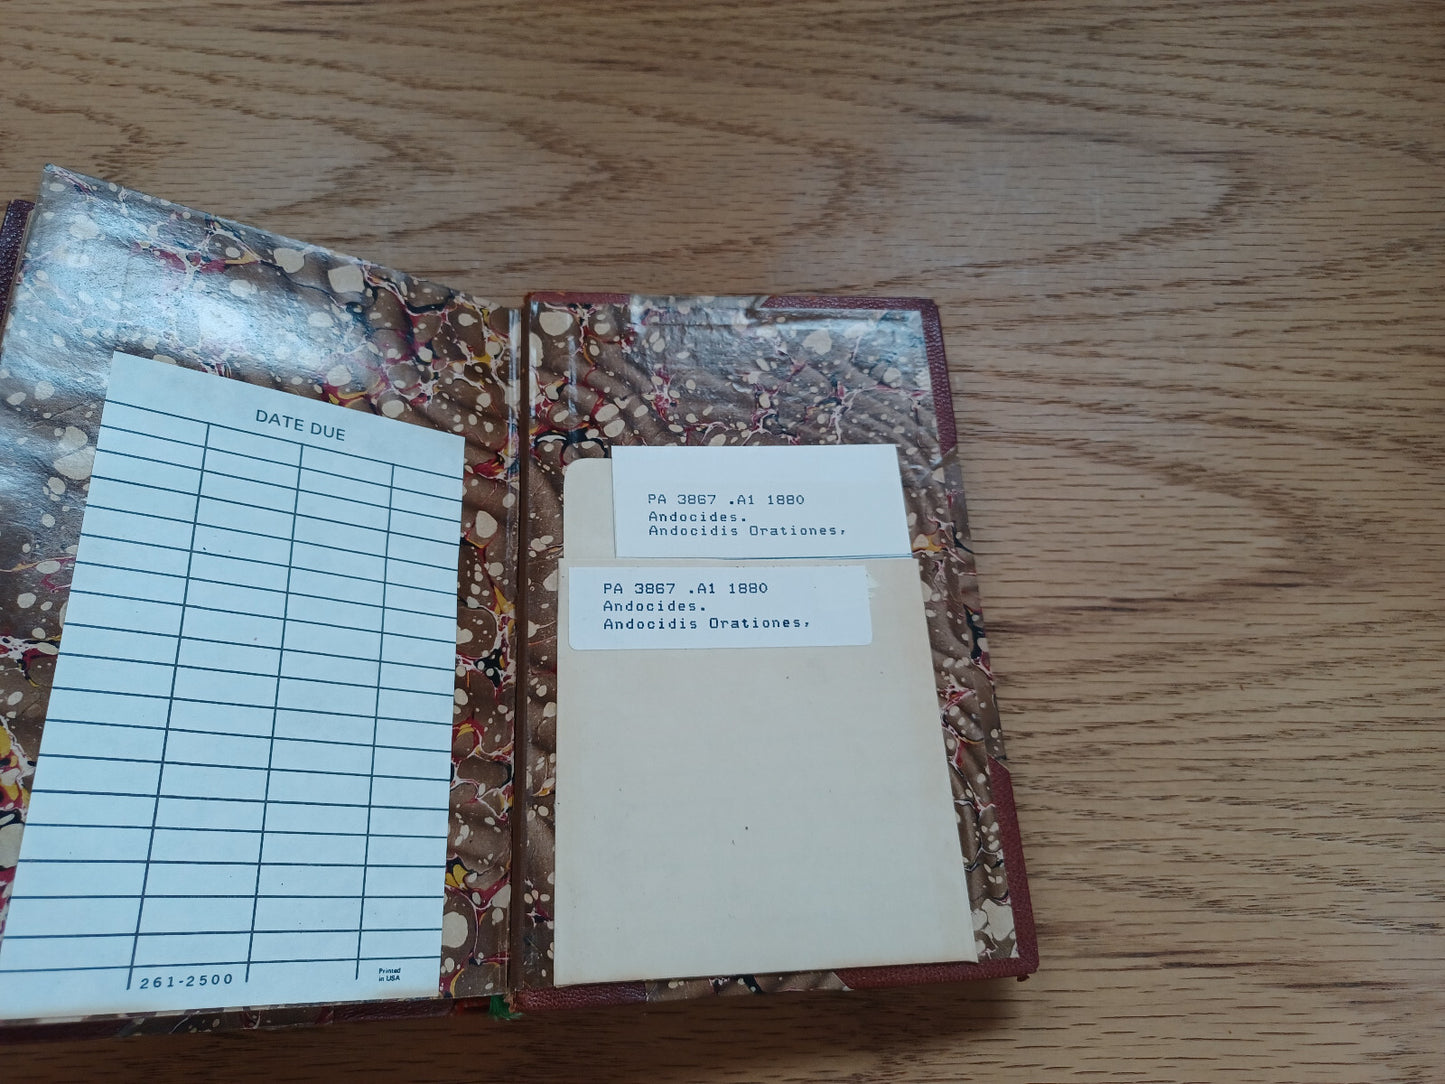 DATE DUE
261-2500
Printed
in USA
PA 3867 .A1 1880
Andocides.
Andocidis Orationes,
PA 3867 .A1 1880
Andocides.
Andocidis Orationes,